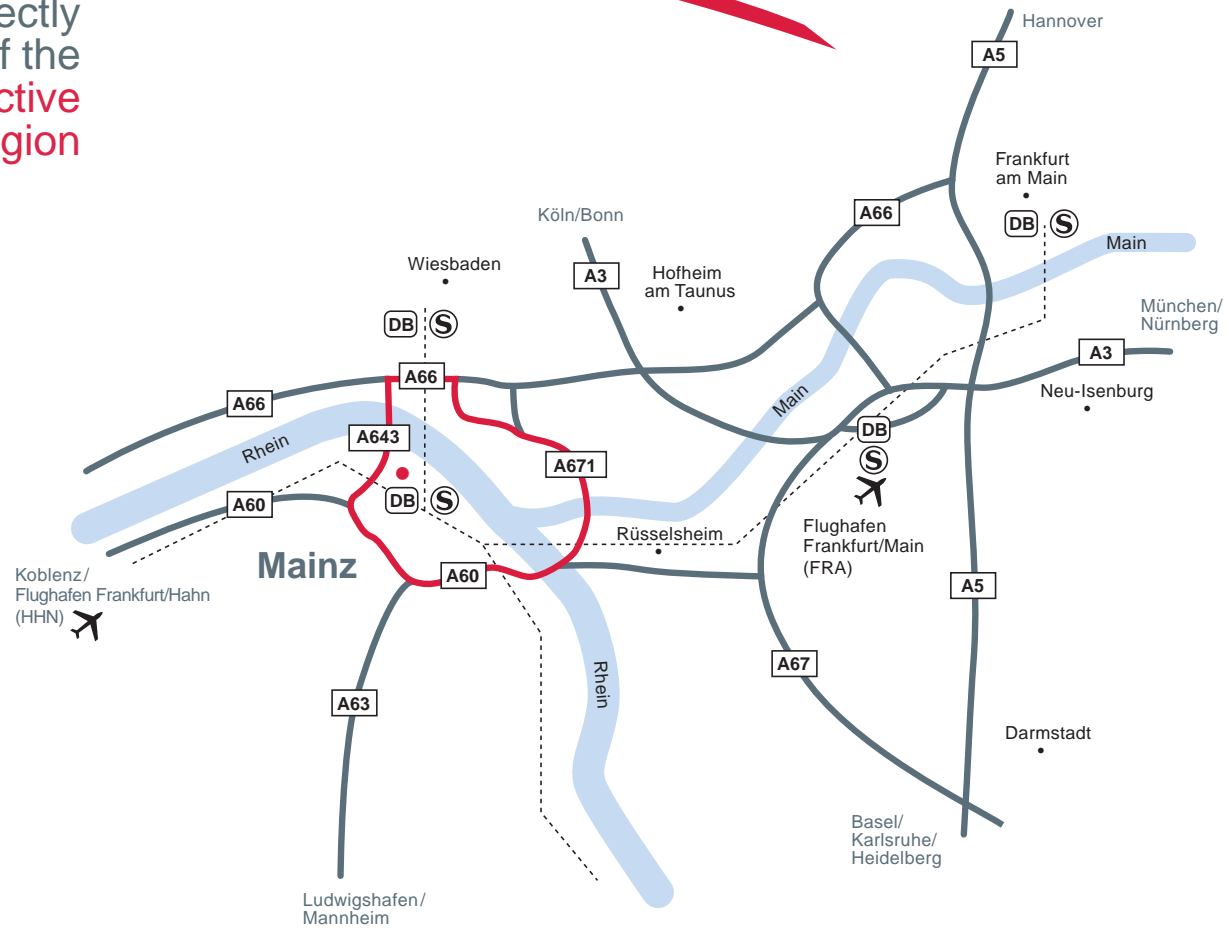 ectly
f the
ctive
gion
Hannover
A5
Frankfurt
am Main
DB S
A66
Main
Köln/Bonn
A3
Hofheim
am Taunus
Wiesbaden
DB S
München/
Nürnberg
A3
Neu-Isenburg
A66
A66
Main
Rhein
A643
DB
S
A671
A60
DB S
Rüsselsheim
Flughafen
Frankfurt/Main
(FRA)
Mainz
A60
Koblenz/
Flughafen Frankfurt/Hahn
(HHN)
A5
A67
Rhein
A63
Darmstadt
Basel/
Karlsruhe/
Heidelberg
Ludwigshafen/
Mannheim